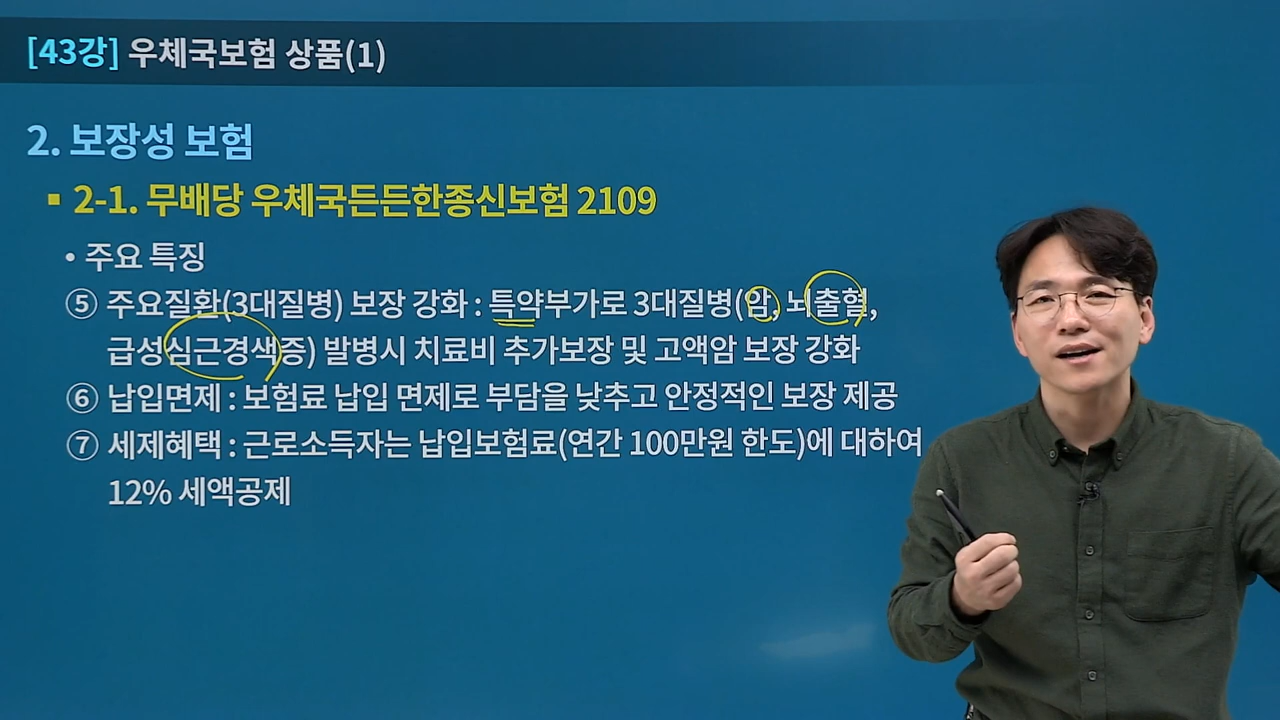 [43강] 우체국보험 상품(1)
2. 보장성 보험
▪ 2-1. 무배당 우체국든든한종신보험 2109
• 주요 특징
⑤ 주요질환(3대질병) 보장 강화 : 특약부가로 3대질병(암, 뇌출혈,
급성심근경색증) 발병시 치료비 추가보장 및 고액암 보장 강화
⑥ 납입면제 : 보험료 납입 면제로 부담을 낮추고 안정적인 보장 제공
⑦ 세제혜택 : 근로소득자는 납입보험료(연간 100만원 한도)에 대하여
12% 세액공제